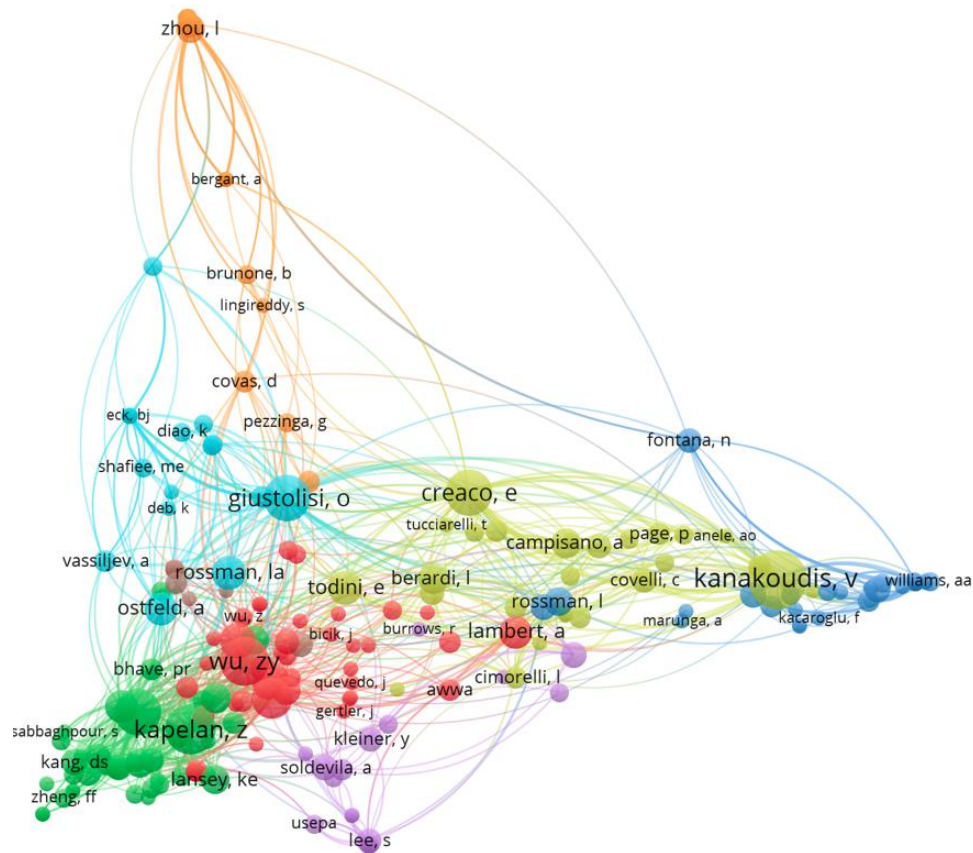 zhou, l
bergant, a
brunone, b
lingireddy, s
covas, d
eck, bj
pezzinga, g
diao, k
fontana, n
shafiee, me
giustolisi, o
creaco, e
deb, k
tucciarelli, t
campisano, a
page, p
anele, ao
vassiljev, a
rossman, la
todini, e
berardi, l
covelli, c
kanakoudis, v
williams, aa
ostfeld, a
rossman, l
wu, z
bicik, j
burrows, r
lambert, a
marunga, a
kacaroglu, f
bhave, pr
wu, zy
quevedo, j
awwa
cimorelli, l
gertler, j
sabbaghpour, s
kapelan, z
kleiner, y
kang, ds
lansey, ke
soldevila, a
zheng, ff
usepa
lee, s